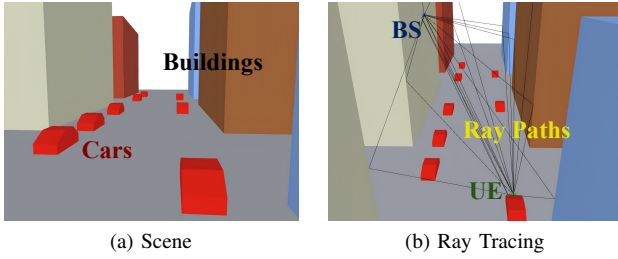 Buildings
Cars
(a) Scene
BS
Ray Paths
UE
(b) Ray Tracing